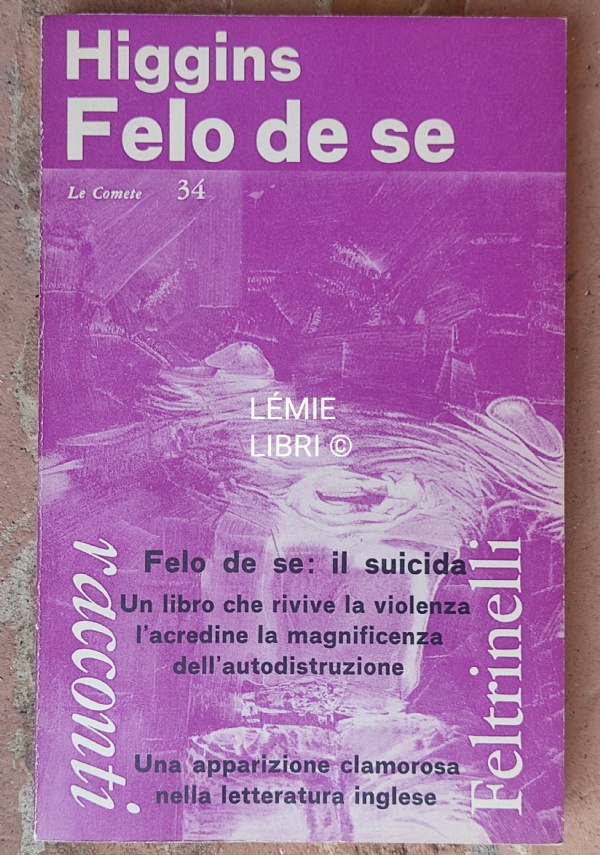 Higgins
Felo de se
Le Comete 34
LÉMIE
LIBRI ©
Felo de se: il suicida
Un libro che rivive la violenza
l'acredine la magnificenza
dell'autodistruzione
racconti
Feltrinelli
Una apparizione clamorosa
nella letteratura inglese